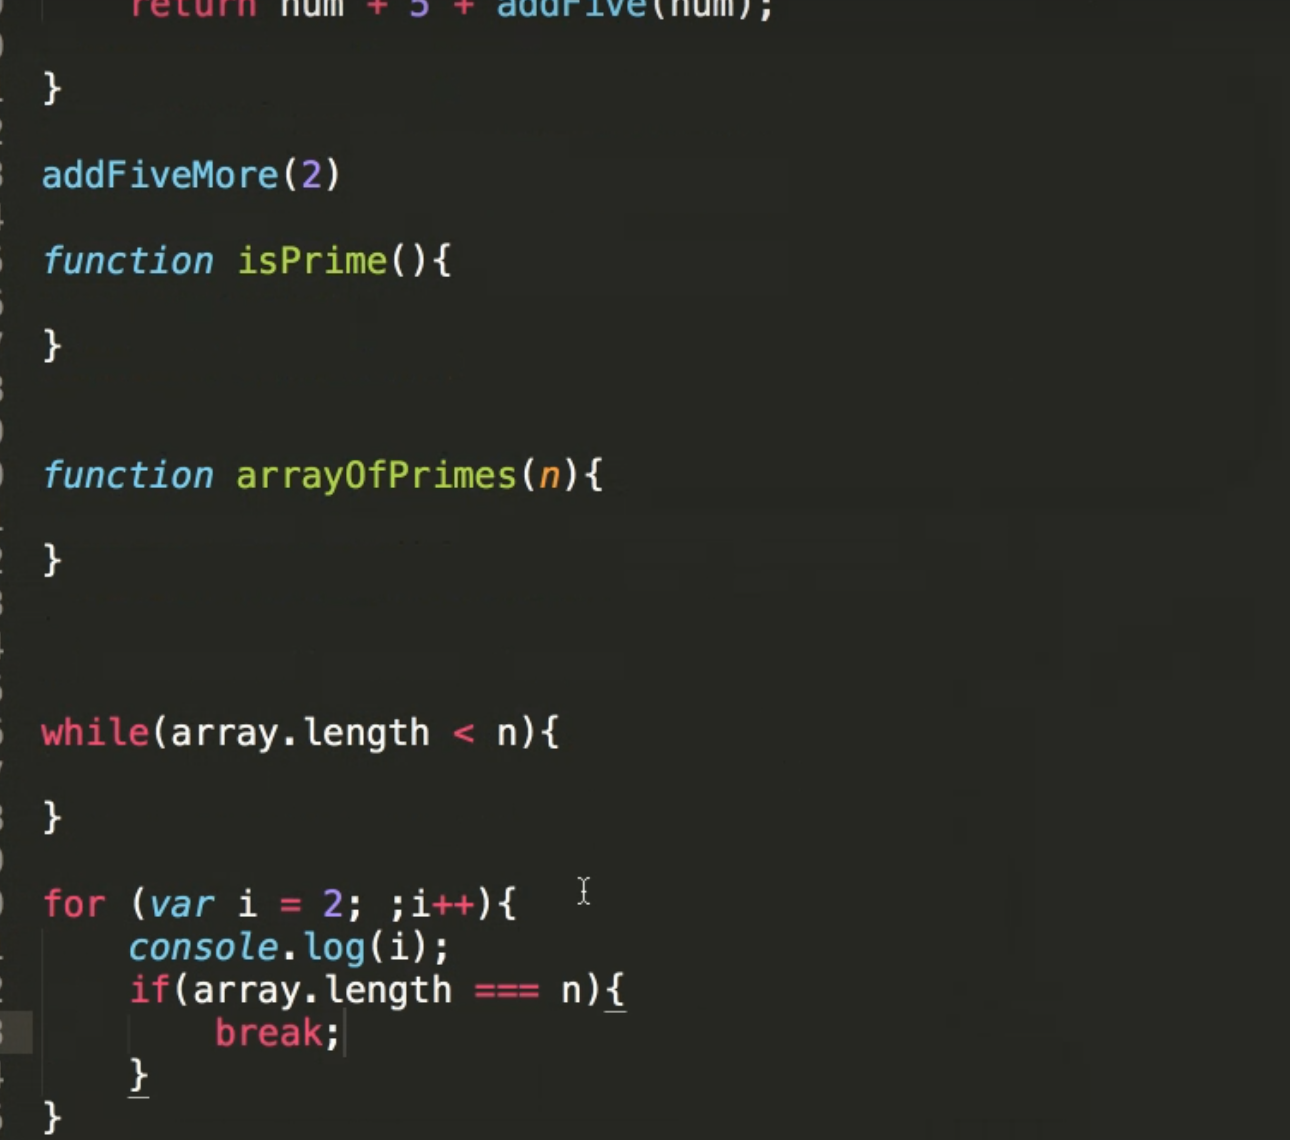 return num + 5 + addFive(num);
}
addFiveMore(2)
function isPrime(){
}
function arrayOfPrimes(n){
}
while(array.length < n){
}
for (var i = 2; ;i++){
console.log(i);
if(array.length === n){
break;
}
}